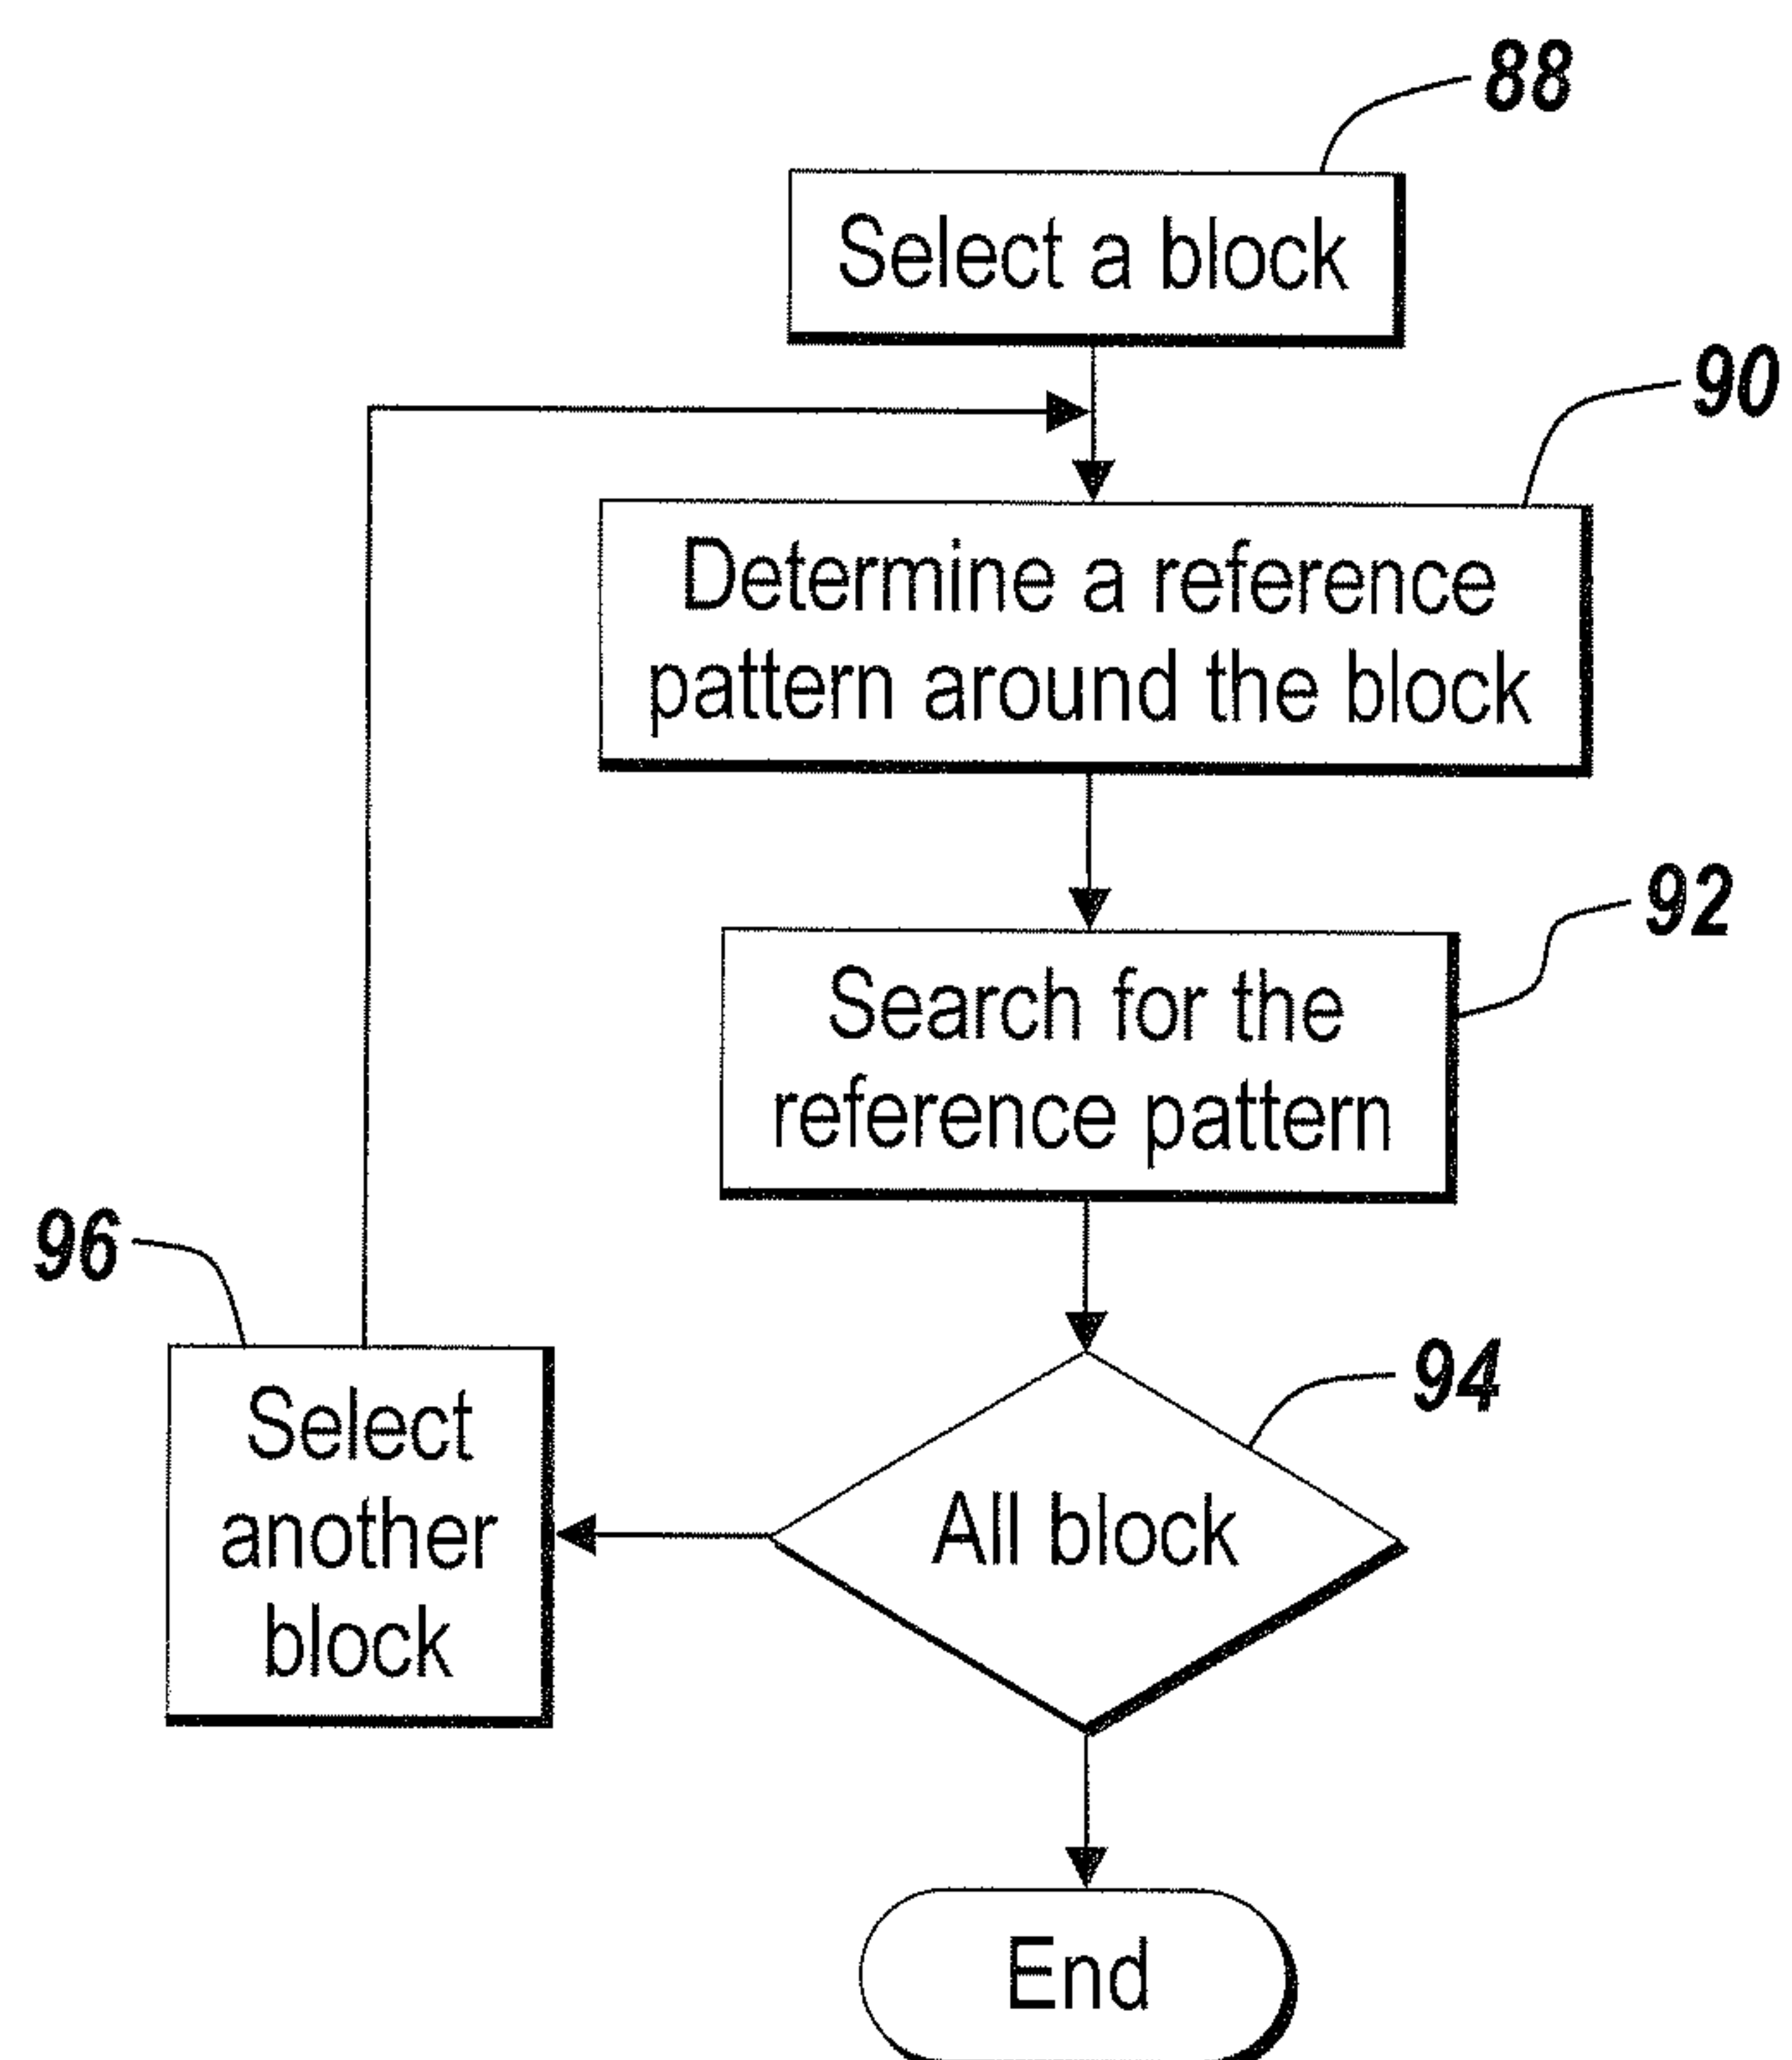 88
Select a block
90
Determine a reference
pattern around the block
92
Search for the
reference pattern
96
94
Select
another
block
All block
End